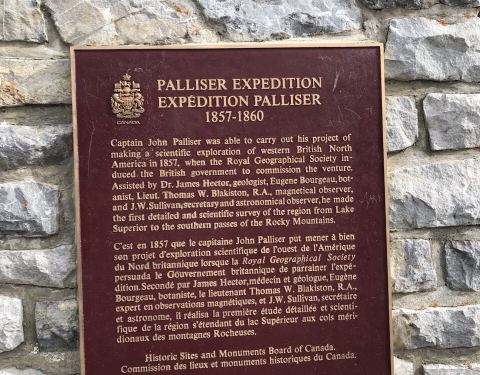 CANADA
PALLISER EXPEDITION
EXPÉDITION PALLISER
1857-1860
Captain John Palliser was able to carry out his project of
making a scientific exploration of western British North
America in 1857, when the Royal Geographical Society in-
duced the British government to commission the venture.
Assisted by Dr. James Hector, geologist, Eugene Bourgeau, bot-
anist, Lieut. Thomas W. Blakiston, R.A., magnetical observer,
and J.W. Sullivan, secretary and astronomical observer, he made
the first detailed and scientific survey of the region from Lake
Superior to the southern passes of the Rocky Mountains.
C'est en 1857 que le capitaine John Palliser put mener à bien
son projet d'exploration scientifique de l'ouest de l'Amérique
du Nord britannique lorsque la Royal Geographical Society
persuada le Gouvernement britannique de parrainer l'expé-
dition. Secondé par James Hector, médecin et géologue, Eugène
Bourgeau, botaniste, le lieutenant Thomas W. Blakiston, R.A.,
expert en observations magnétiques, et J.W. Sullivan, secrétaire
et astronome, il réalisa la première étude détaillée et scienti-
fique de la région s'étendant du lac Supérieur aux cols méri-
dionaux des montagnes Rocheuses.
Historic Sites and Monuments Board of Canada.
Commission des lieux et monuments historiques du Canada.